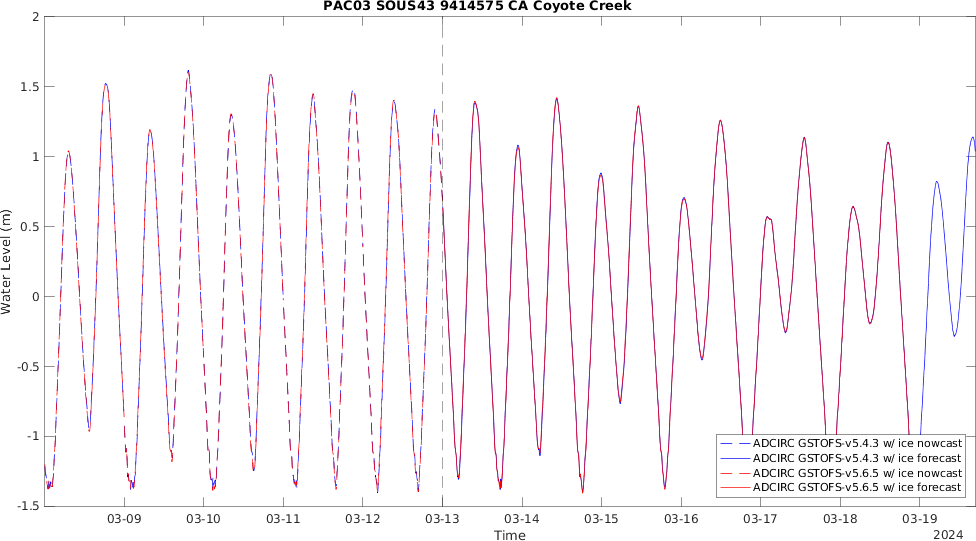 PAC03 SOUS43 9414575 CA Coyote Creek
2
1.5
1
0.5
0
-0.5
-1
-1.5
Water Level (m)
ADCIRC GSTOFS-v5.4.3 w/ ice nowcast
ADCIRC GSTOFS-v5.4.3 w/ ice forecast
ADCIRC GSTOFS-v5.6.5 w/ ice nowcast
ADCIRC GSTOFS-v5.6.5 w/ ice forecast
03-09 03-10 03-11 03-12 03-13 03-14 03-15 03-16 03-17 03-18 03-19
Time
2024